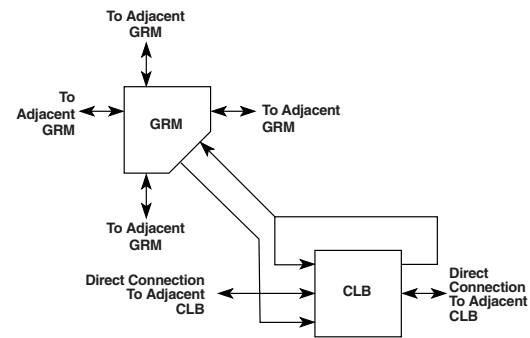 To Adjacent
GRM
To
Adjacent
GRM
GRM
To Adjacent
GRM
To Adjacent
GRM
Direct Connection
To Adjacent
CLB
CLB
Direct
Connection
To Adjacent
CLB